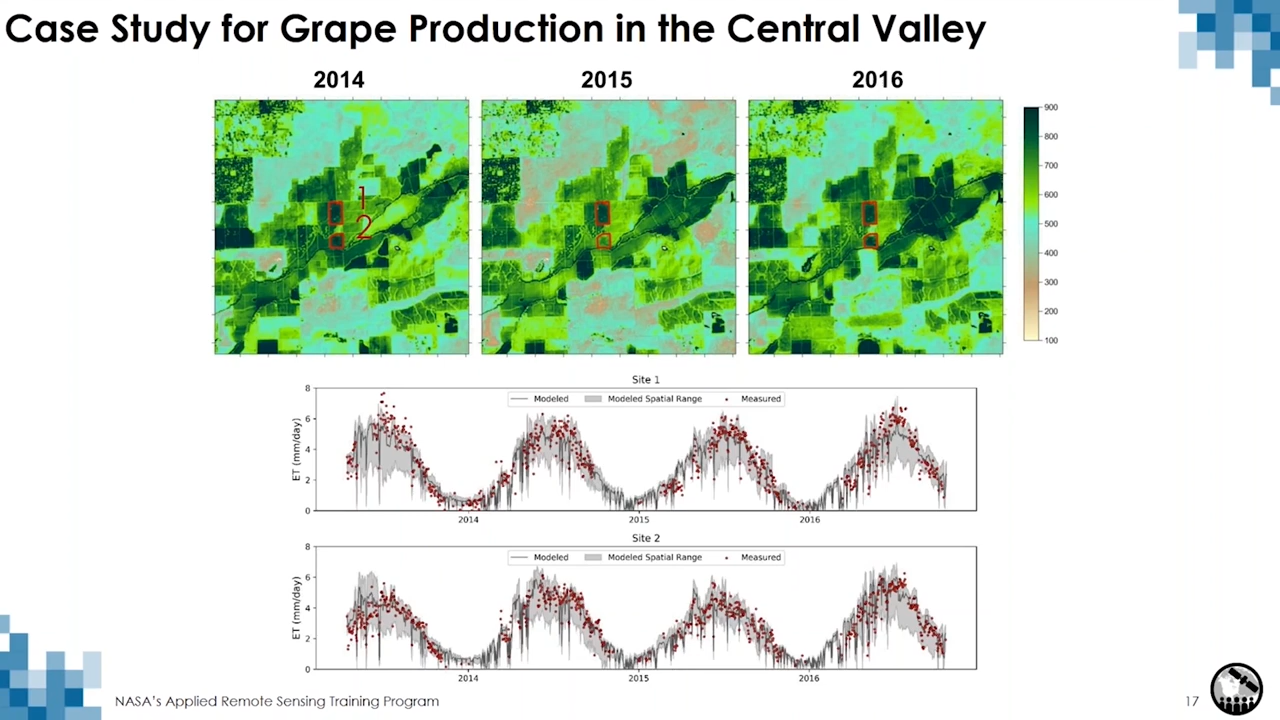 Case Study for Grape Production in the Central Valley
2014
2015
2016
1
2
900
800
700
600
500
400
300
200
100
Site 1
Modeled
Modeled Spatial Range
Measured
ET (mm/day)
8
6
4
2
0
2014
2015
2016
Site 2
Modeled
Modeled Spatial Range
Measured
ET (mm/day)
8
6
4
2
0
2014
2015
2016
NASA's Applied Remote Sensing Training Program
17